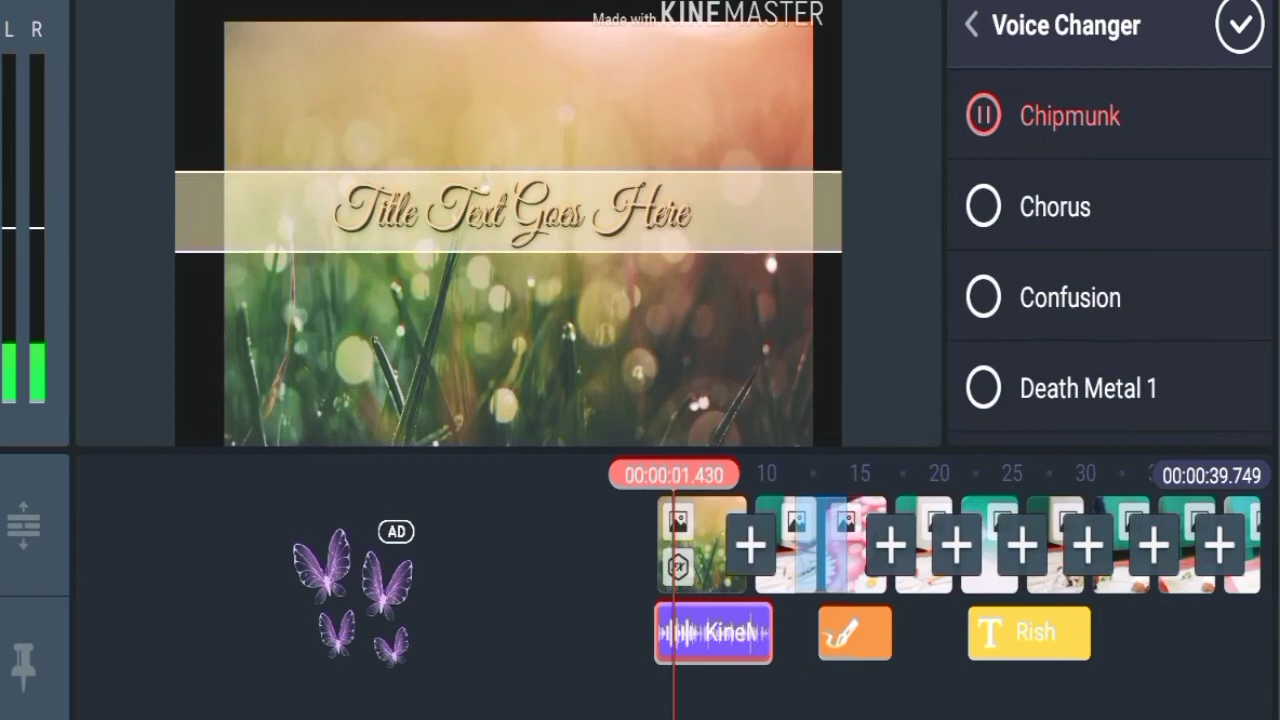 L R
Made with KINEMASTER
Voice Changer
Chipmunk
Title Text Goes Here
Chorus
Confusion
Death Metal 1
00:00:01.430 10 15 20 25 30 00:00:39.749
AD
FX
T Rish